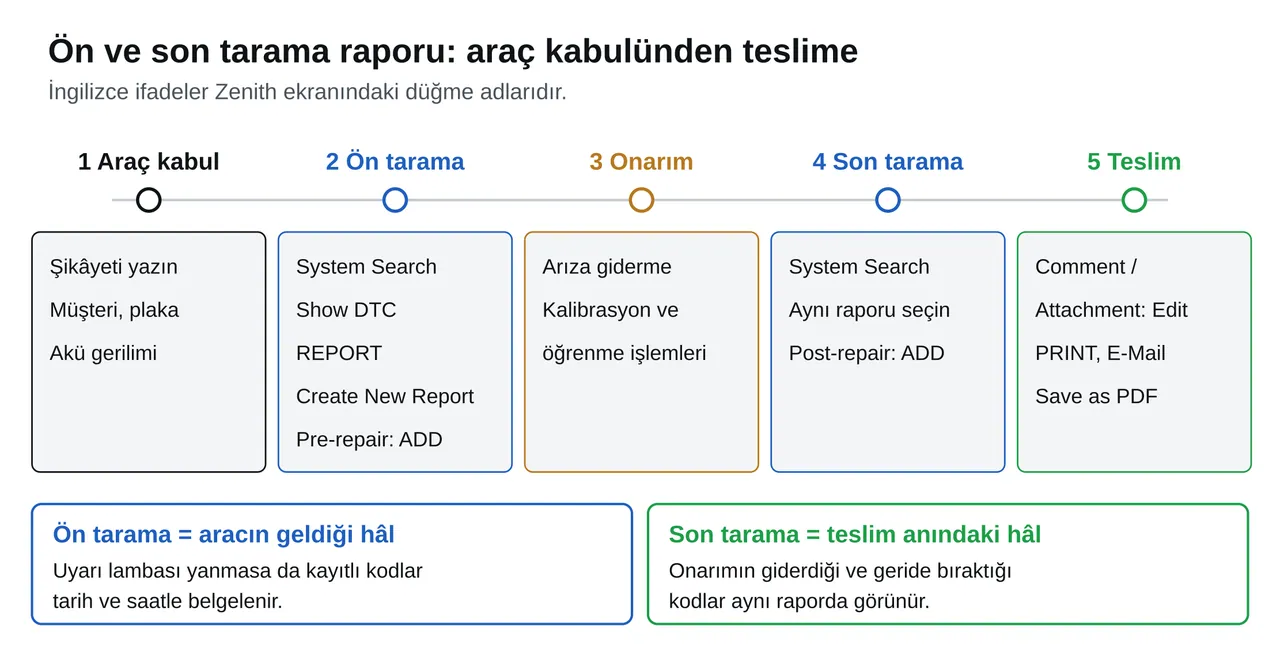 Ön ve son tarama raporu: araç kabulünden teslime
İngilizce ifadeler Zenith ekranındaki düğme adlarıdır.
1 Araç kabul
2 Ön tarama
3 Onarım
4 Son tarama
5 Teslim
Şikâyeti yazın
Müşteri, plaka
Akü gerilimi
System Search
Show DTC
REPORT
Create New Report
Pre-repair: ADD
Arıza giderme
Kalibrasyon ve
öğrenme işlemleri
System Search
Aynı raporu seçin
Post-repair: ADD
Comment /
Attachment: Edit
PRINT, E-Mail
Save as PDF
Ön tarama = aracın geldiği hâl
Uyarı lambası yanmasa da kayıtlı kodlar
tarih ve saatle belgelenir.
Son tarama = teslim anındaki hâl
Onarımın giderdiği ve geride bıraktığı
kodlar aynı raporda görünür.